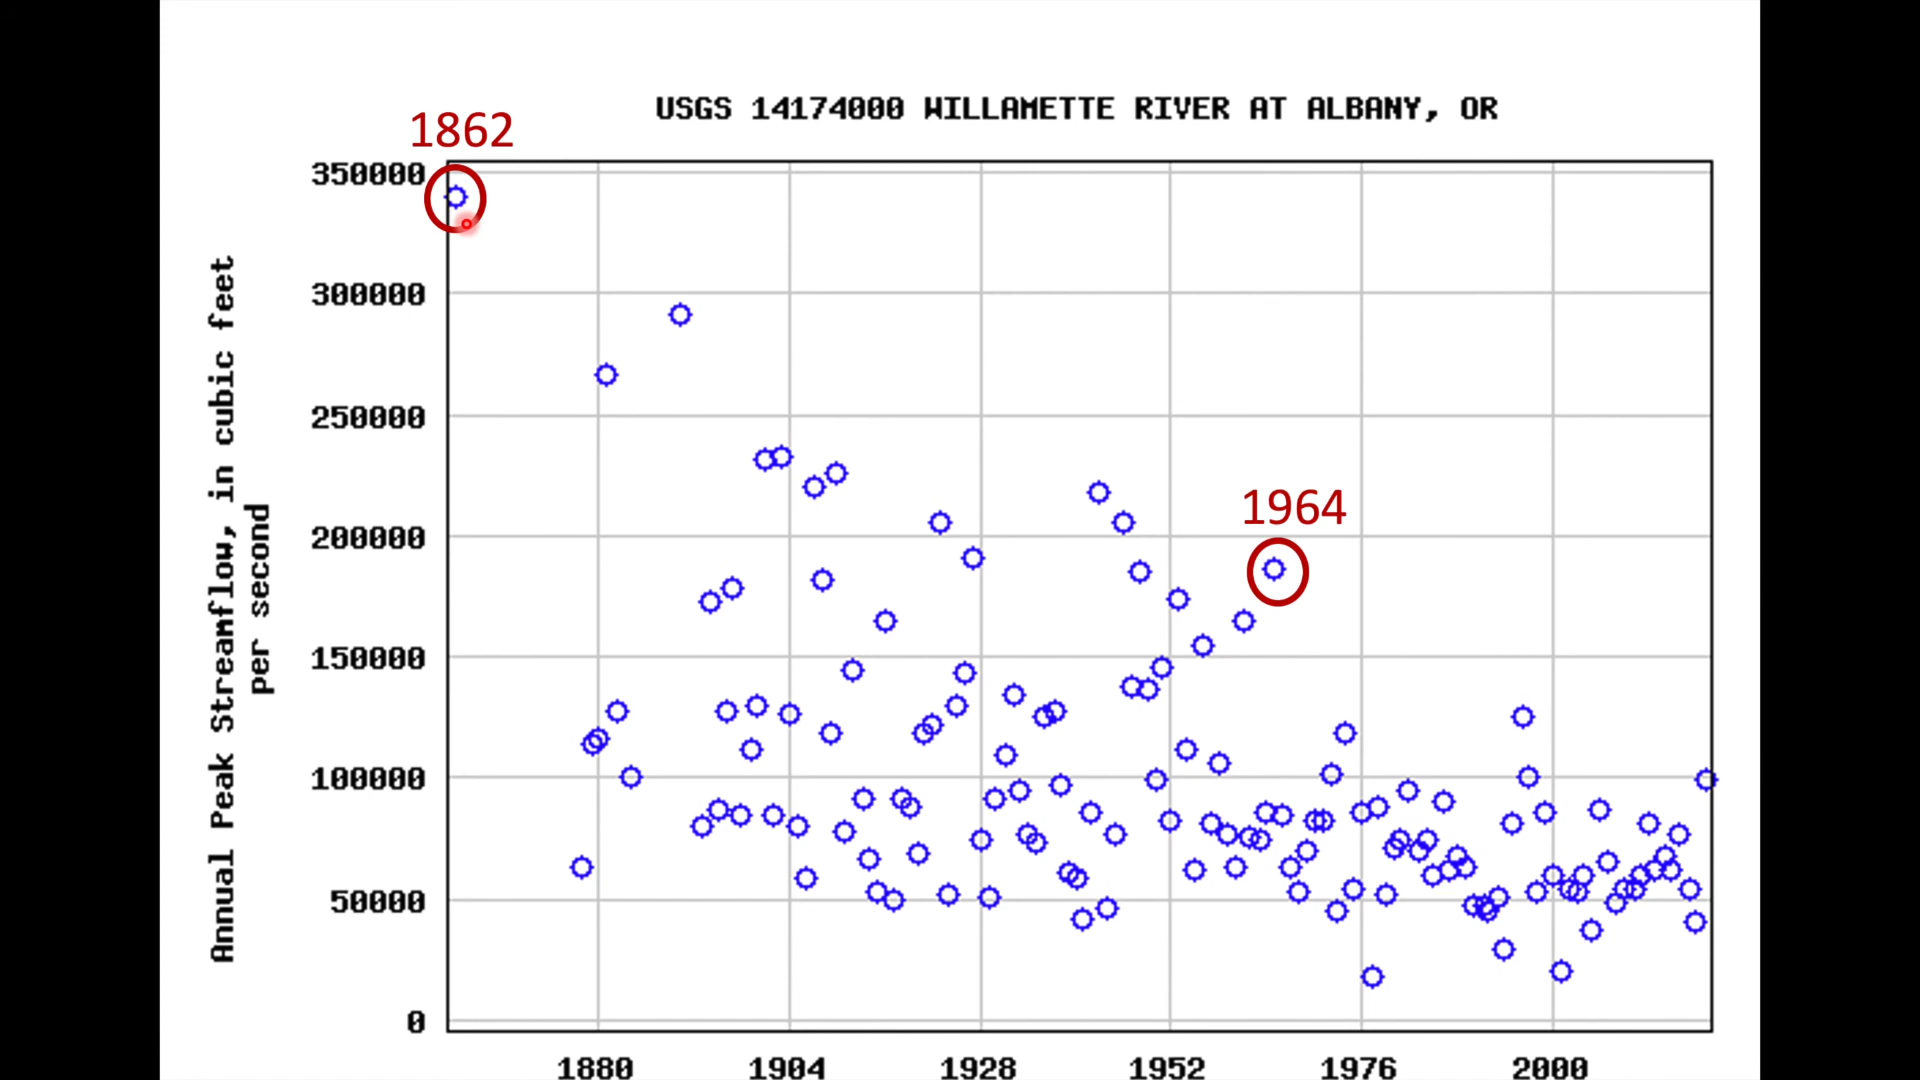 USGS 14174000 WILLAMETTE RIVER AT ALBANY, OR
1862
350000
300000
250000
1964
200000
150000
100000
50000
0
Annual Peak Streamflow, in cubic feet
per second
1880 1904 1928 1952 1976 2000